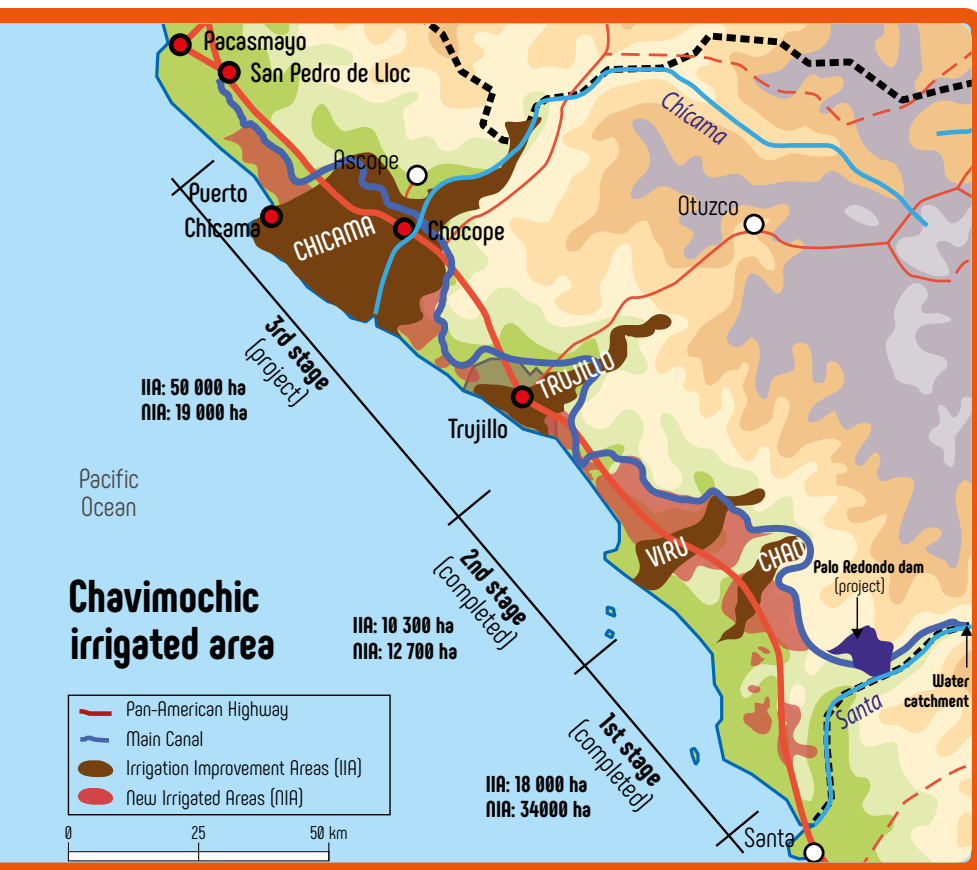 Pacasmayo
San Pedro de Lloc
Chicama
Ascope
Puerto
Chicama
CHICAMA
Chocope
Otuzco
3rd stage
(project)
IIA: 50 000 ha
NIA: 19 000 ha
TRUJILLO
Trujillo
Pacific
Ocean
2nd stage
(completed)
IIA: 10 300 ha
NIA: 12 700 ha
VIRU
CHAO
Palo Redondo dam
(project)
Water
catchment
Santa
1st stage
(completed)
IIA: 18 000 ha
NIA: 34000 ha
Santa
Chavimochic
irrigated area
Pan-American Highway
Main Canal
Irrigation Improvement Areas (IIA)
New Irrigated Areas (NIA)
0 25 50 km